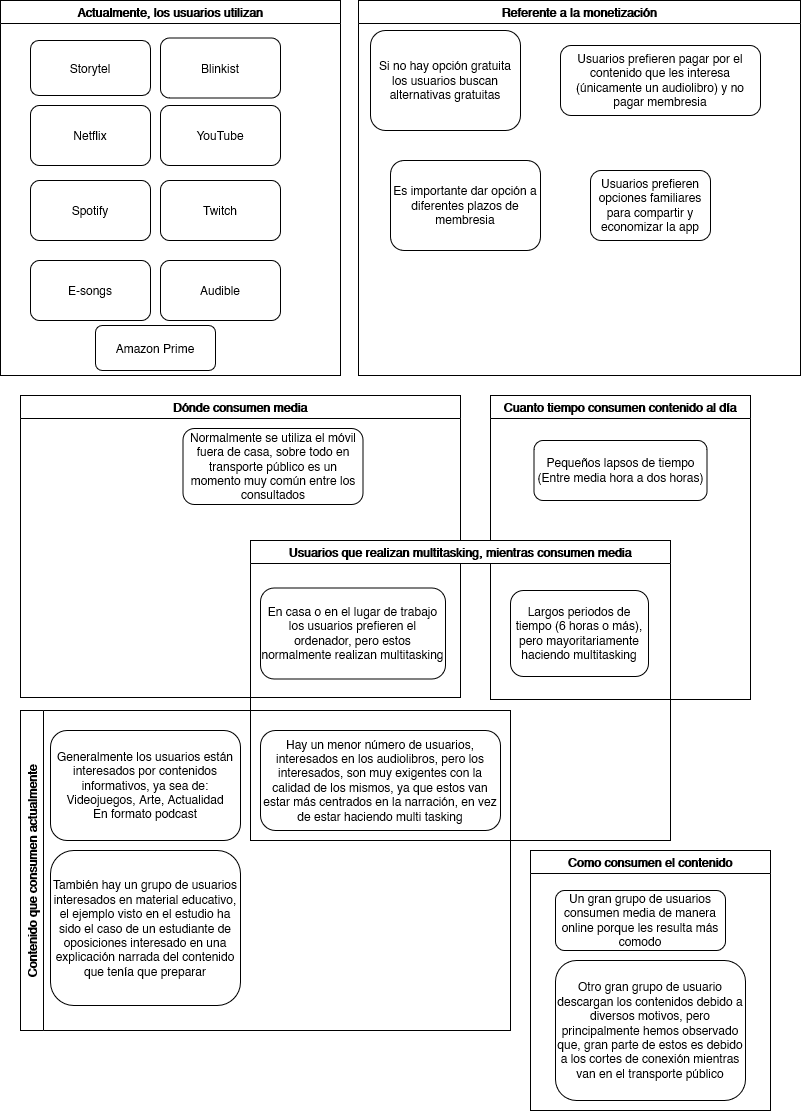 Actualmente, los usuarios utilizan
Storytel
Blinkist
Netflix
YouTube
Spotify
Twitch
E-songs
Audible
Amazon Prime
Referente a la monetización
Si no hay opción gratuita
los usuarios buscan
alternativas gratuitas
Usuarios prefieren pagar por el
contenido que les interesa
(únicamente un audiolibro) y no
pagar membresia
Es importante dar opción a
diferentes plazos de
membresia
Usuarios prefieren
opciones familiares
para compartir y
economizar la app
Dónde consumen media
Normalmente se utiliza el móvil
fuera de casa, sobre todo en
transporte público es un
momento muy común entre los
consultados
Cuanto tiempo consumen contenido al día
Pequeños lapsos de tiempo
(Entre media hora a dos horas)
Usuarios que realizan multitasking, mientras consumen media
En casa o en el lugar de trabajo
los usuarios prefieren el
ordenador, pero estos
normalmente realizan multitasking
Largos periodos de
tiempo (6 horas o más),
pero mayoritariamente
haciendo multitasking
Contenido que consumen actualmente
Generalmente los usuarios están
interesados por contenidos
informativos, ya sea de:
Videojuegos, Arte, Actualidad
En formato podcast
Hay un menor número de usuarios,
interesados en los audiolibros, pero los
interesados, son muy exigentes con la
calidad de los mismos, ya que estos van
estar más centrados en la narración, en vez
de estar haciendo multi tasking
También hay un grupo de usuarios
interesados en material educativo,
el ejemplo visto en el estudio ha
sido el caso de un estudiante de
oposiciones interesado en una
explicación narrada del contenido
que tenía que preparar
Como consumen el contenido
Un gran grupo de usuarios
consumen media de manera
online porque les resulta más
comodo
Otro gran grupo de usuario
descargan los contenidos debido a
diversos motivos, pero
principalmente hemos observado
que, gran parte de estos es debido
a los cortes de conexión mientras
van en el transporte público